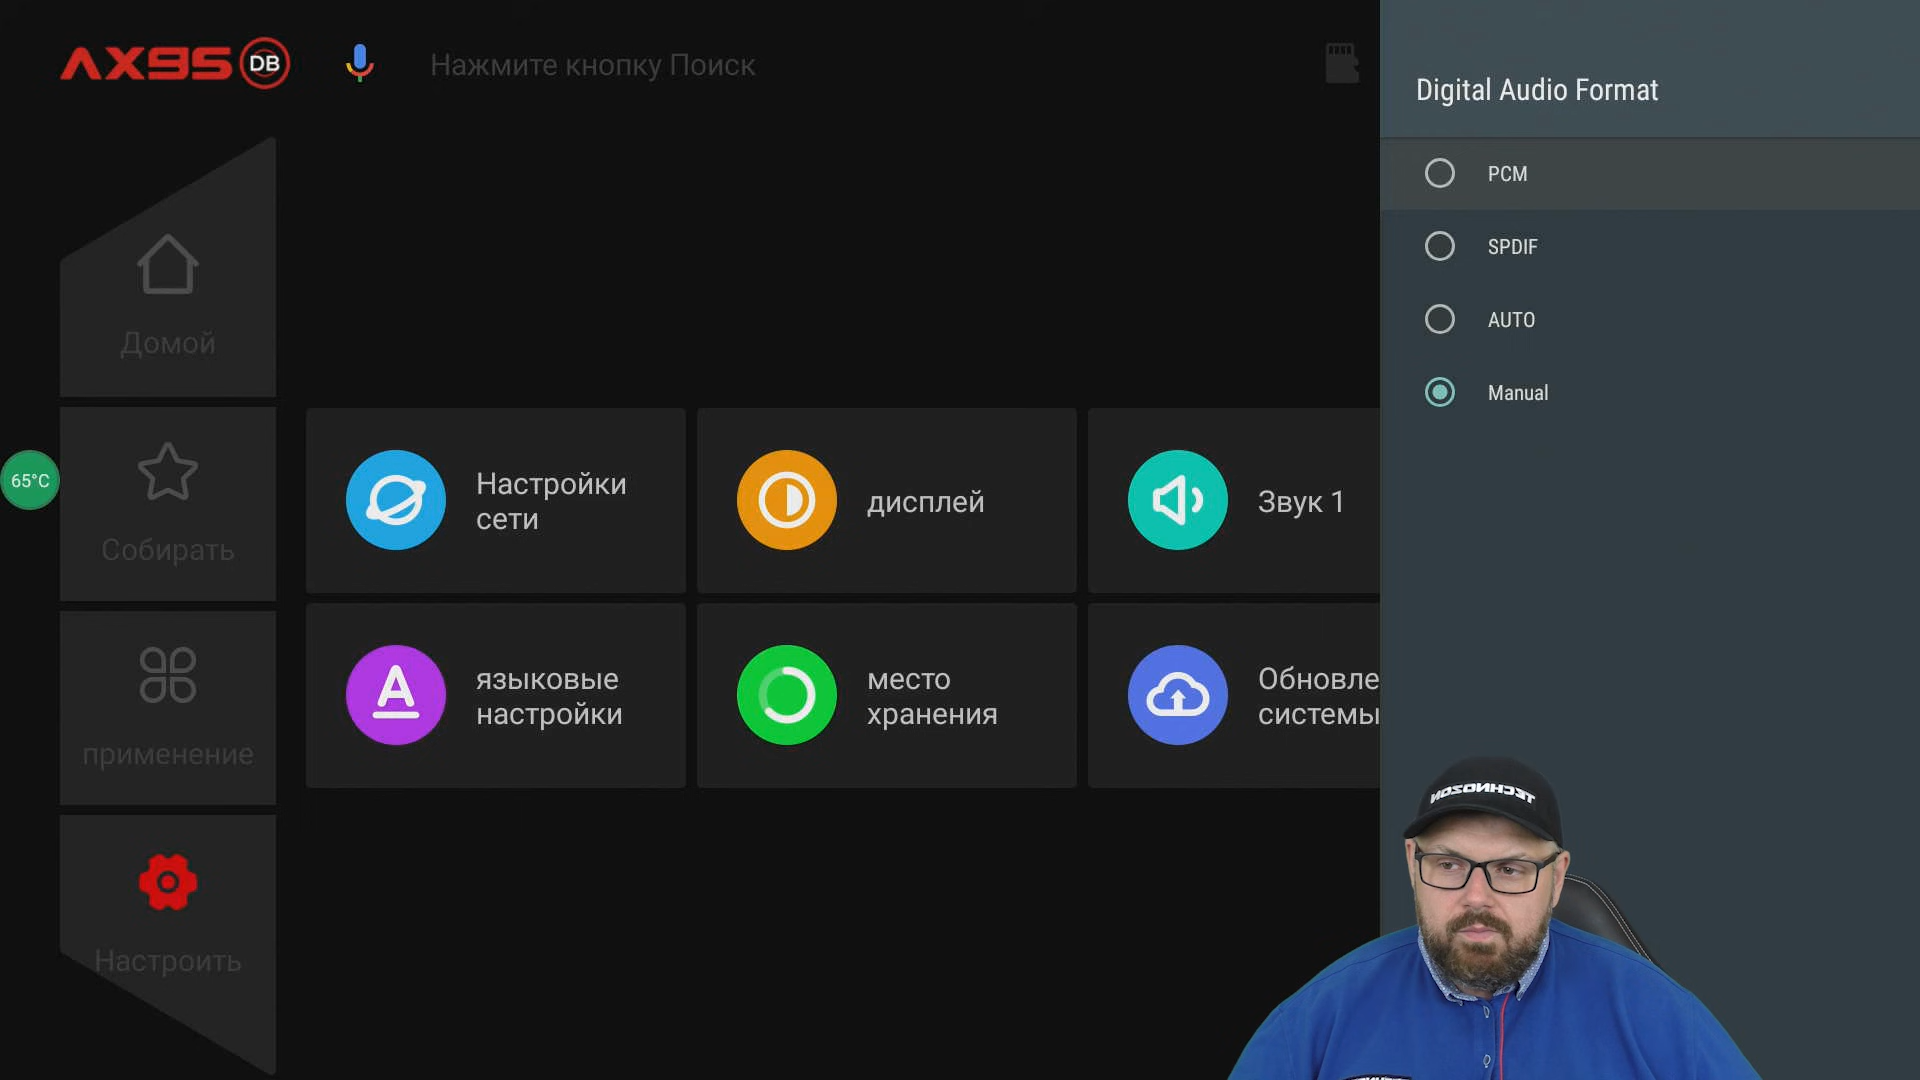 AX95 DB
Нажмите кнопку Поиск
Домой
Собирать
применение
Настроить
65°C
Настройки
сети
дисплей
Звук 1
языковые
настройки
место
хранения
Обновле
системы
Digital Audio Format
PCM
SPDIF
AUTO
Manual
TECHNOZON